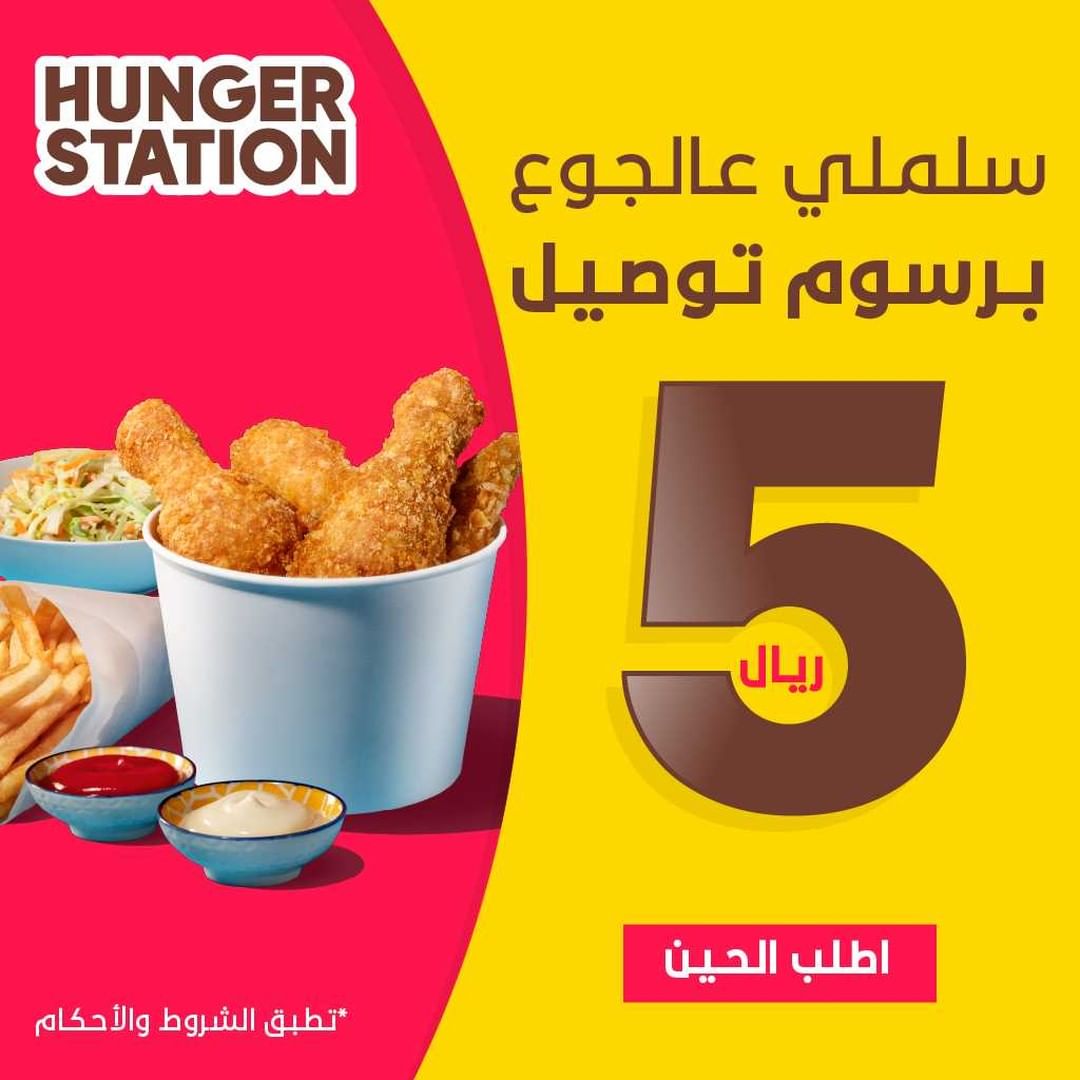 HUNGER
STATION
سلملي عالجوع
برسوم توصيل
5
ريال
اطلب الحين
*تطبق الشروط والأحكام